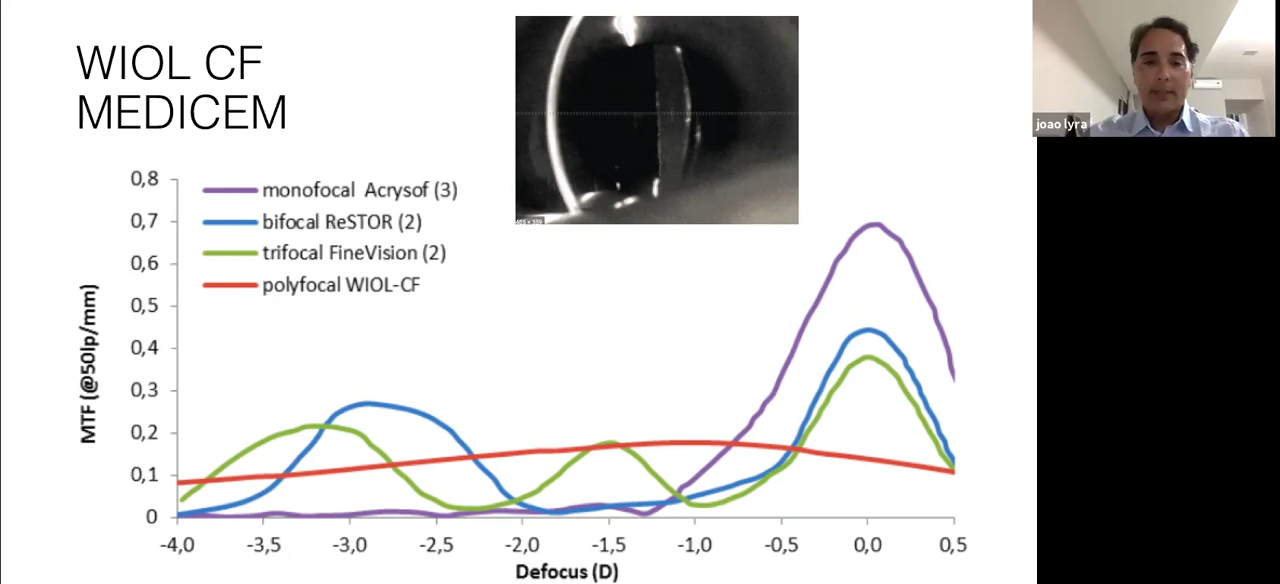 WIOL CF
MEDICEM
joao lyra
monofocal Acrysof (3)
bifocal ReSTOR (2)
trifocal FineVision (2)
polyfocal WIOL-CF
MTF (@50lp/mm)
0,8
0,7
0,6
0,5
0,4
0,3
0,2
0,1
0
-4,0 -3,5 -3,0 -2,5 -2,0 -1,5 -1,0 -0,5 0,0 0,5
Defocus (D)